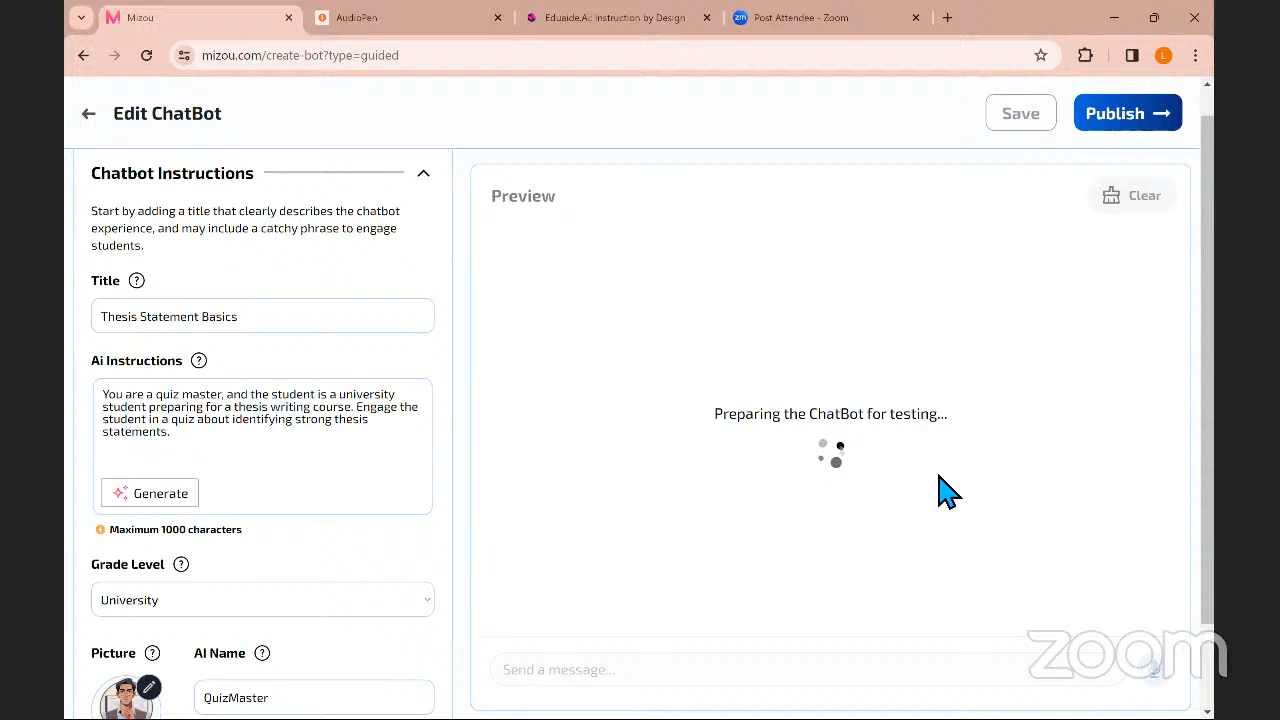 Mizou
AudioPen
Eduaide.Ai: Instruction by Design
zm
Post Attendee - Zoom
mizou.com/create-bot?type=guided
L
Edit ChatBot
Save
Publish
Chatbot Instructions
Start by adding a title that clearly describes the chatbot
experience, and may include a catchy phrase to engage
students.
Title ?
Thesis Statement Basics
Ai Instructions ?
You are a quiz master, and the student is a university
student preparing for a thesis writing course. Engage the
student in a quiz about identifying strong thesis
statements.
Generate
Maximum 1000 characters
Grade Level ?
University
Picture ?
AI Name ?
QuizMaster
Preview
Clear
Preparing the ChatBot for testing...
Send a message...
zoom